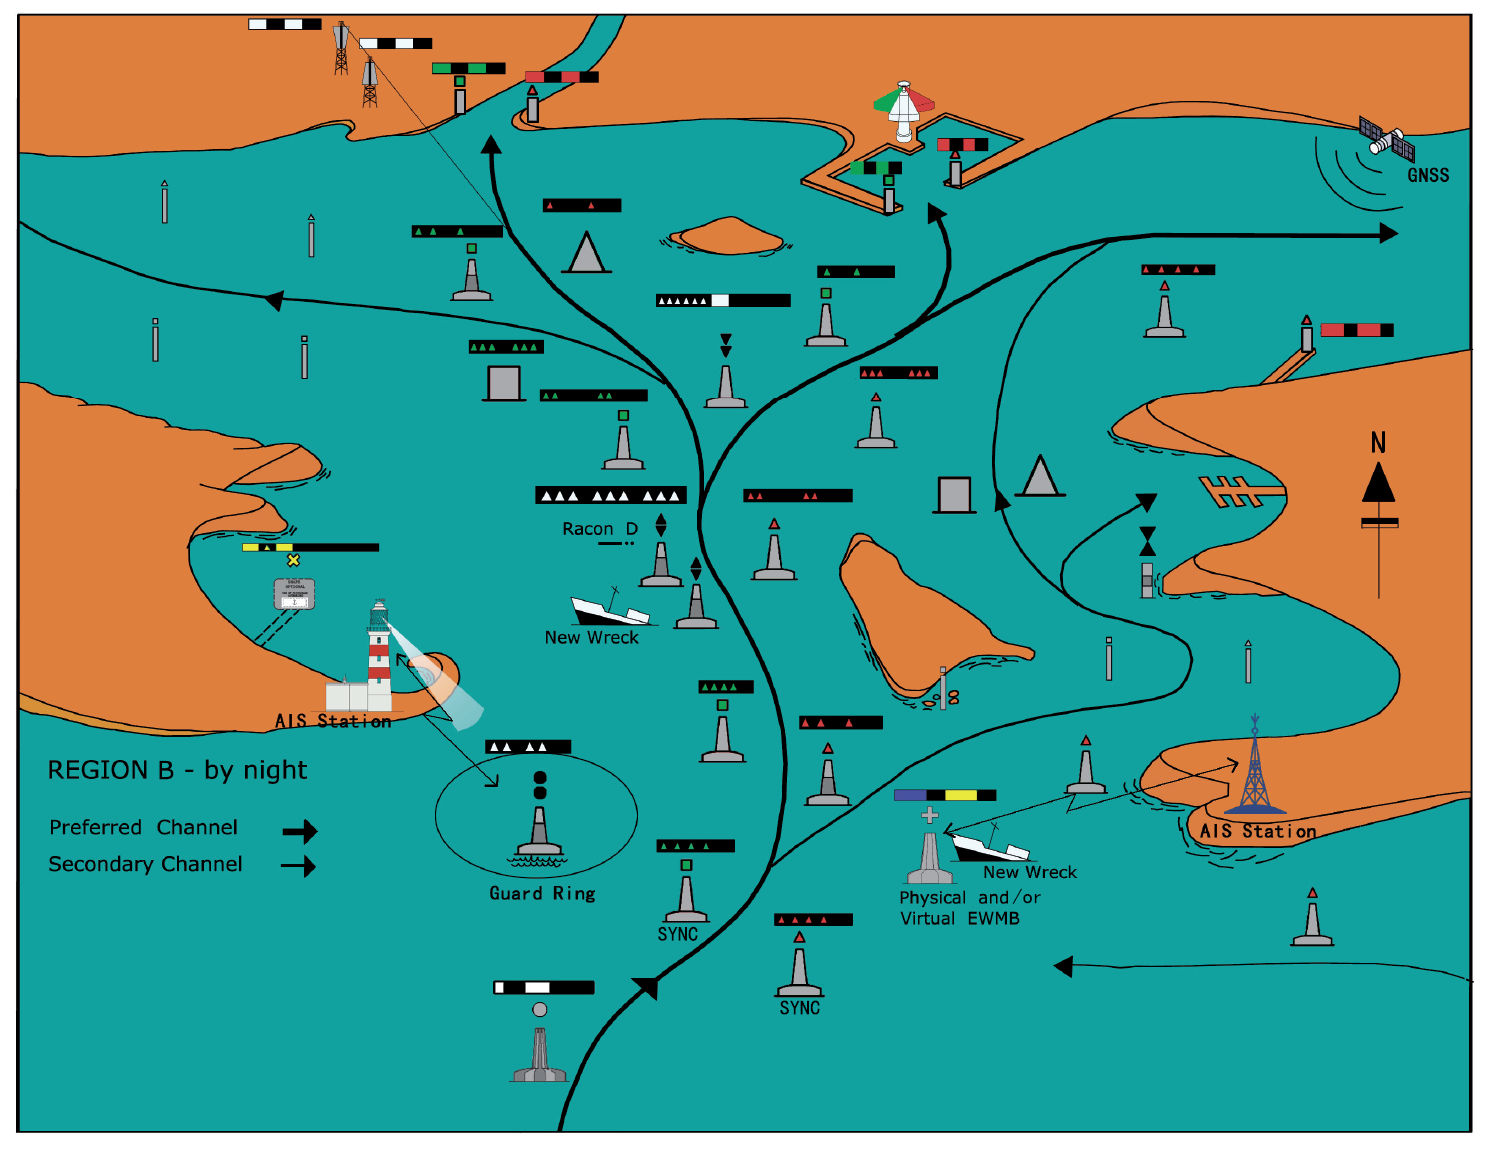 GNSS
N
Racon D
New Wreck
AIS Station
REGION B - by night
Preferred Channel
Secondary Channel
Guard Ring
AIS Station
New Wreck
Physical and/or
Virtual EWMB
SYNC
SYNC